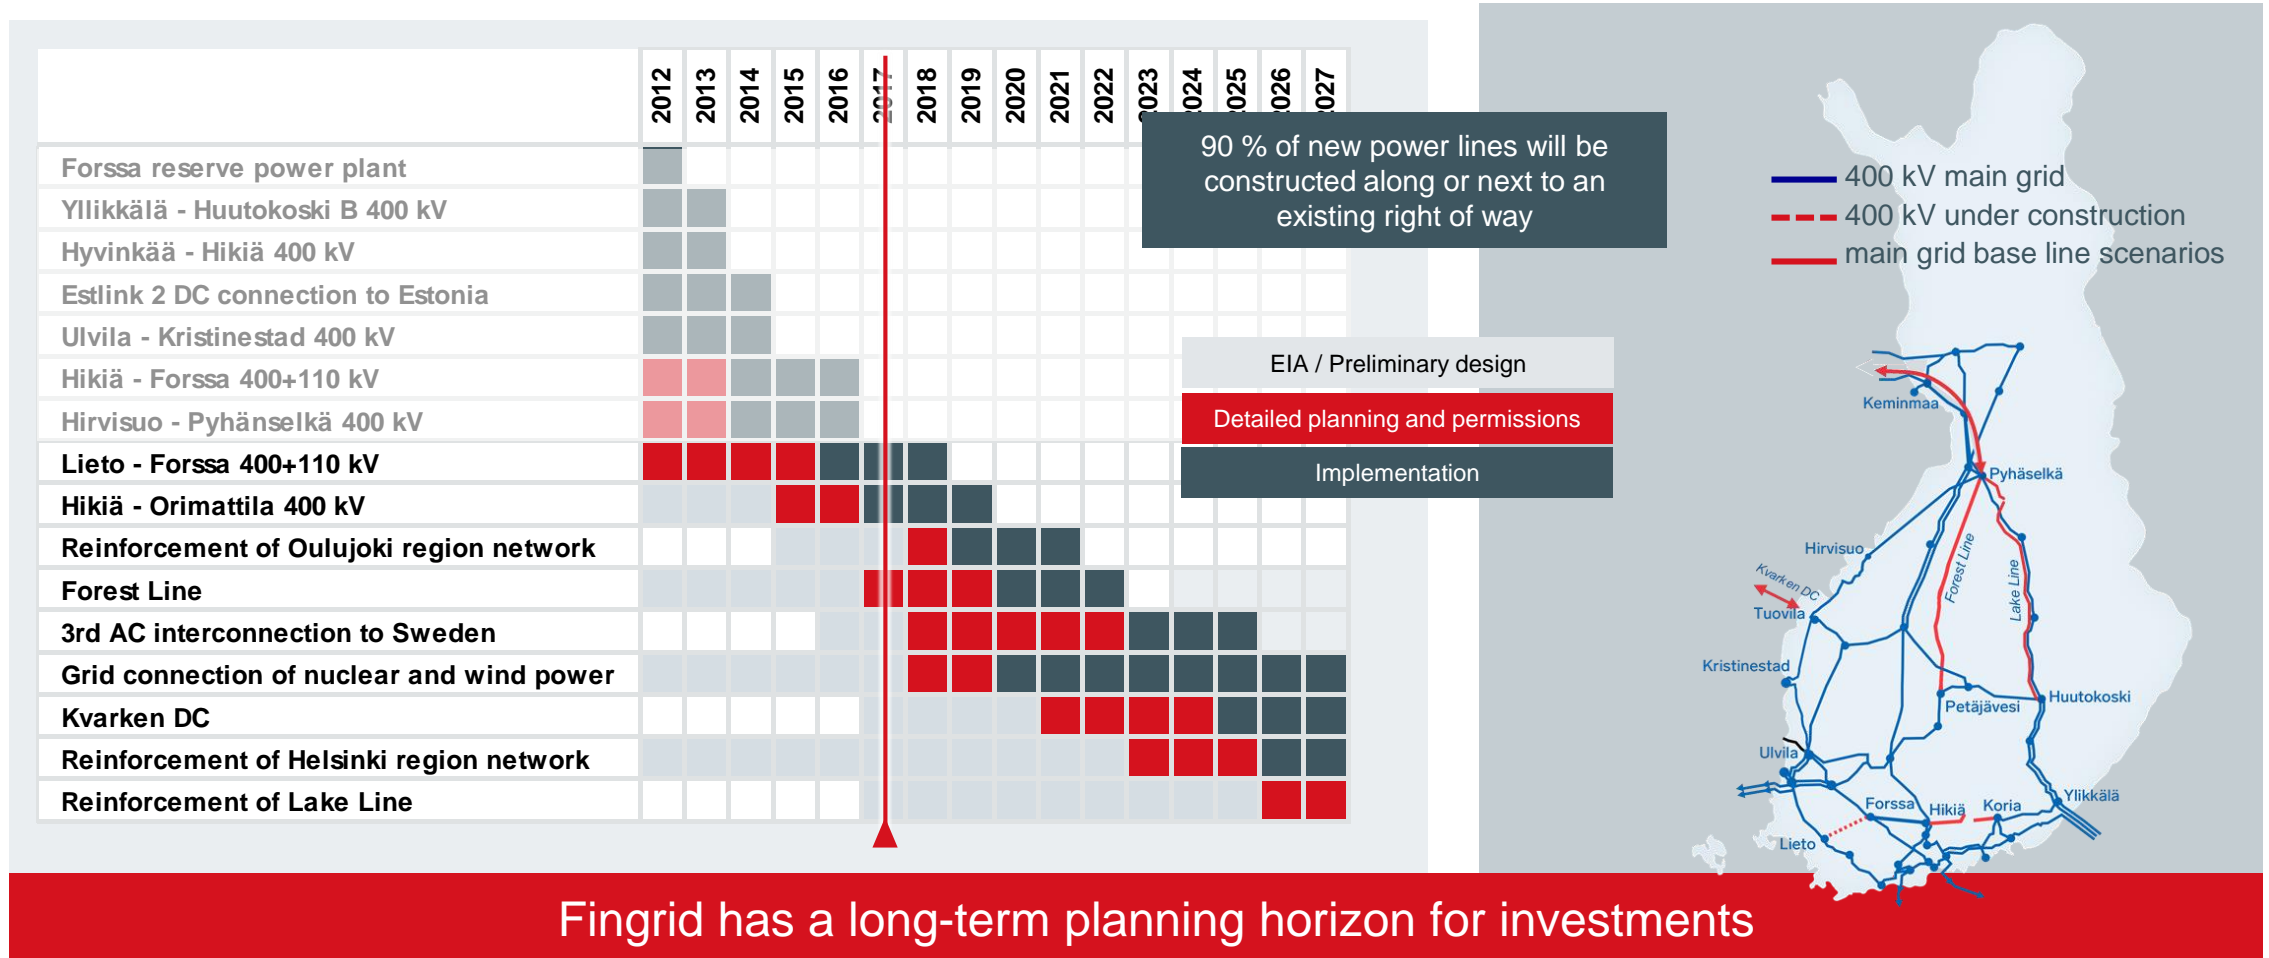 2012 2013 2014 2015 2016 2017 2018 2019 2020 2021 2022 2023 2024 2025 2026 2027
Forssa reserve power plant
Yllikkälä - Huutokoski B 400 kV
Hyvinkää - Hikiä 400 kV
Estlink 2 DC connection to Estonia
Ulvila - Kristinestad 400 kV
Hikiä - Forssa 400+110 kV
Hirvisuo - Pyhänselkä 400 kV
Lieto - Forssa 400+110 kV
Hikiä - Orimattila 400 kV
Reinforcement of Oulujoki region network
Forest Line
3rd AC interconnection to Sweden
Grid connection of nuclear and wind power
Kvarken DC
Reinforcement of Helsinki region network
Reinforcement of Lake Line
90 % of new power lines will be
constructed along or next to an
existing right of way
EIA / Preliminary design
Detailed planning and permissions
Implementation
400 kV main grid
400 kV under construction
main grid base line scenarios
Keminmaa
Pyhäselkä
Hirvisuo
Forest Line
Lake Line
Kvarken DC
Tuovila
Kristinestad
Petäjävesi
Huutokoski
Ulvila
Forssa
Hikiä
Koria
Ylikkälä
Lieto
Fingrid has a long-term planning horizon for investments